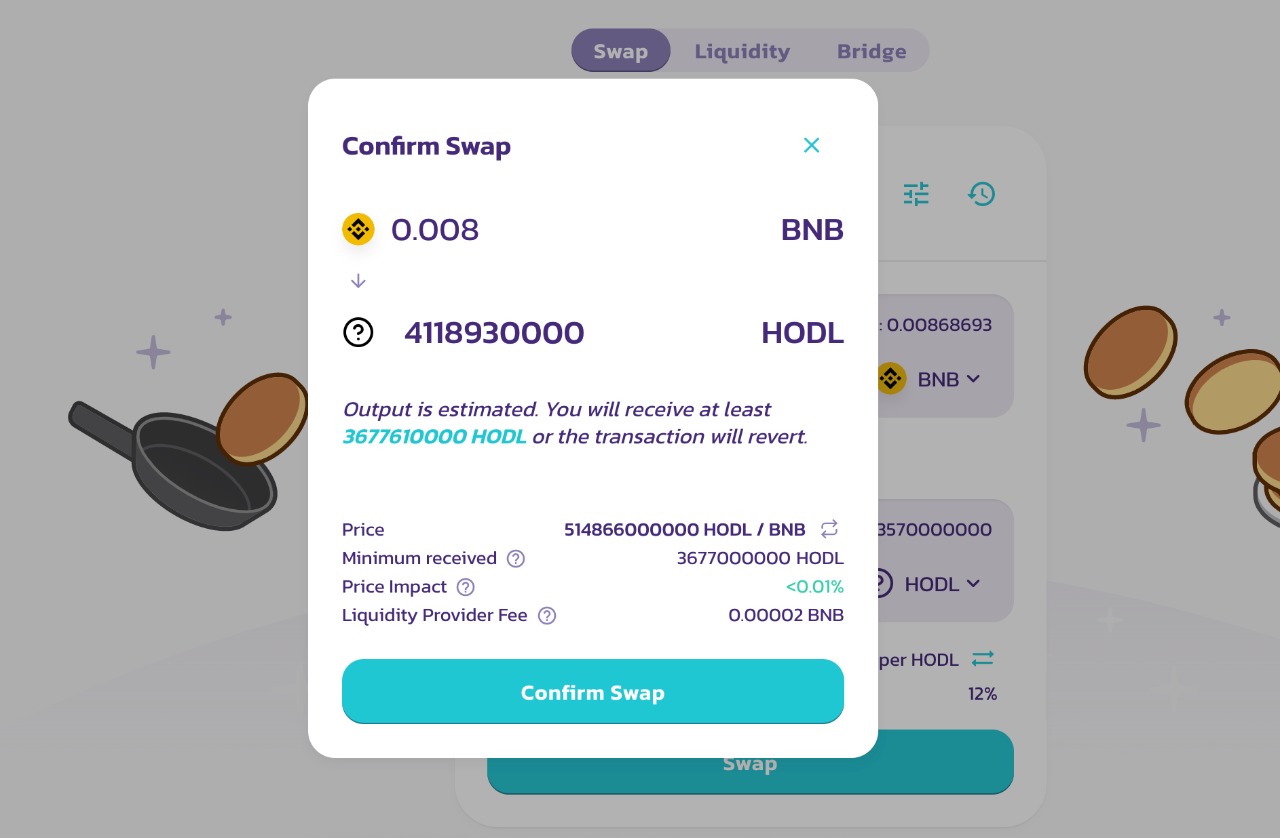 Swap Liquidity Bridge
Confirm Swap
0.008 BNB
4118930000 HODL
: 0.00868693
BNB
Output is estimated. You will receive at least
3677610000 HODL or the transaction will revert.
Price 514866000000 HODL / BNB
3570000000
Minimum received 3677000000 HODL
Price Impact <0.01%
HODL
Liquidity Provider Fee 0.00002 BNB
per HODL
12%
Confirm Swap
Swap